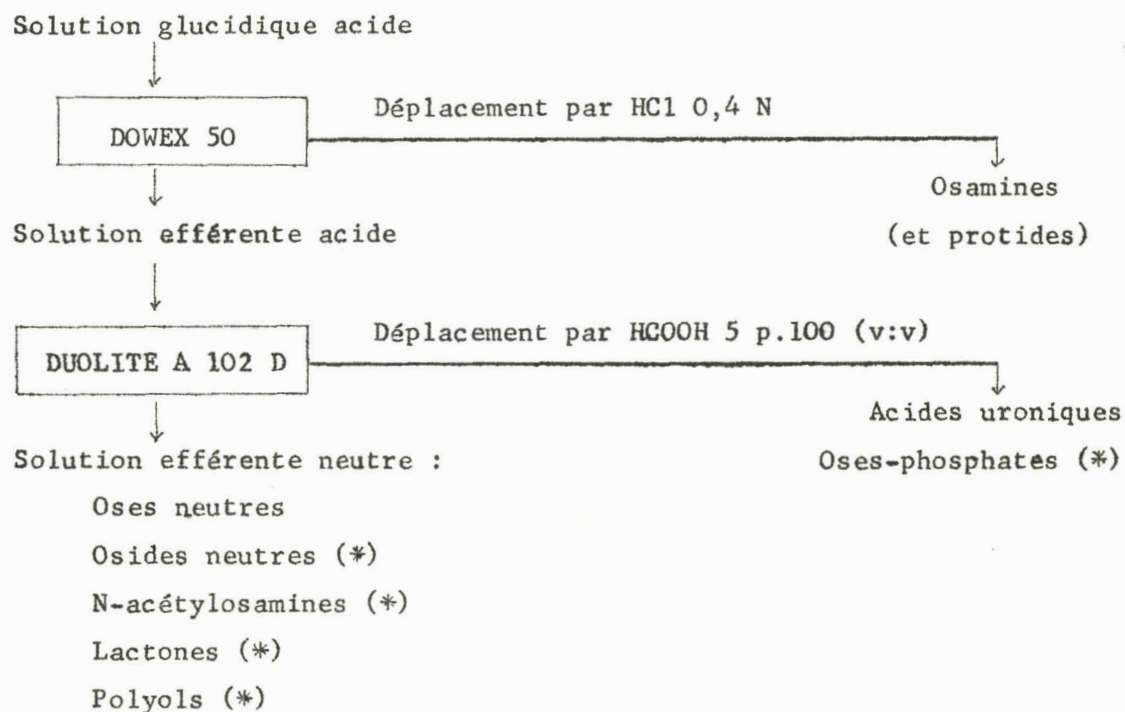 Solution glucidique acide
Déplacement par HCl 0,4 N
DOWEX 50
Osamines
Solution efférente acide
(et protides)
Déplacement par HCOOH 5 p.100 (v:v)
DUOLITE A 102 D
Acides uroniques
Solution efférente neutre :
Oses-phosphates (*)
Oses neutres
Osides neutres (*)
N-acétylosamines (*)
Lactones (*)
Polyols (*)